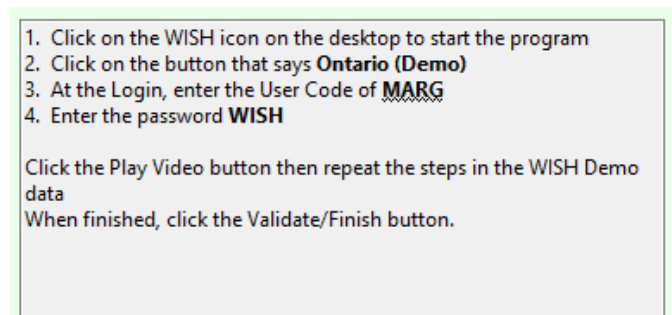 1. Click on the WISH icon on the desktop to start the program
2. Click on the button that says Ontario (Demo)
3. At the Login, enter the User Code of MARG
4. Enter the password WISH
Click the Play Video button then repeat the steps in the WISH Demo
data
When finished, click the Validate/Finish button.